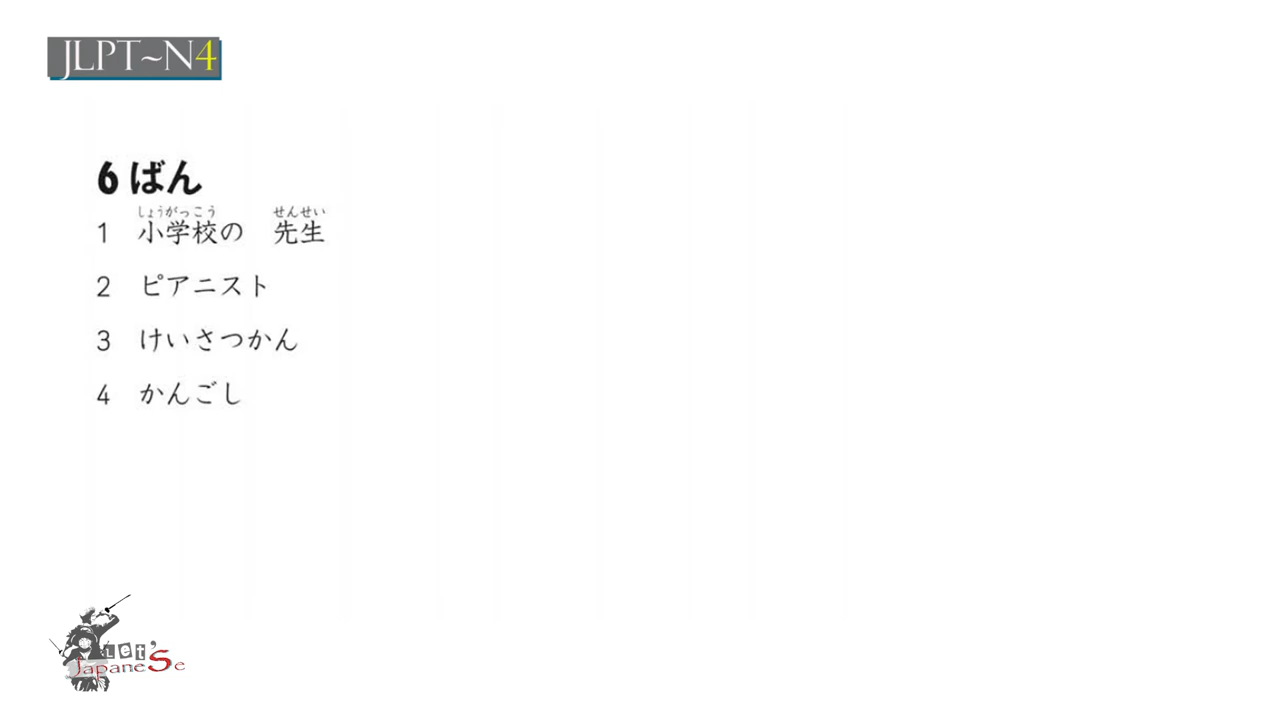 JLPT~N4
6ばん
しょうがっこう せんせい
1 小学校の 先生
2 ピアニスト
3 けいさつかん
4 かんごし
Let's
Japanese